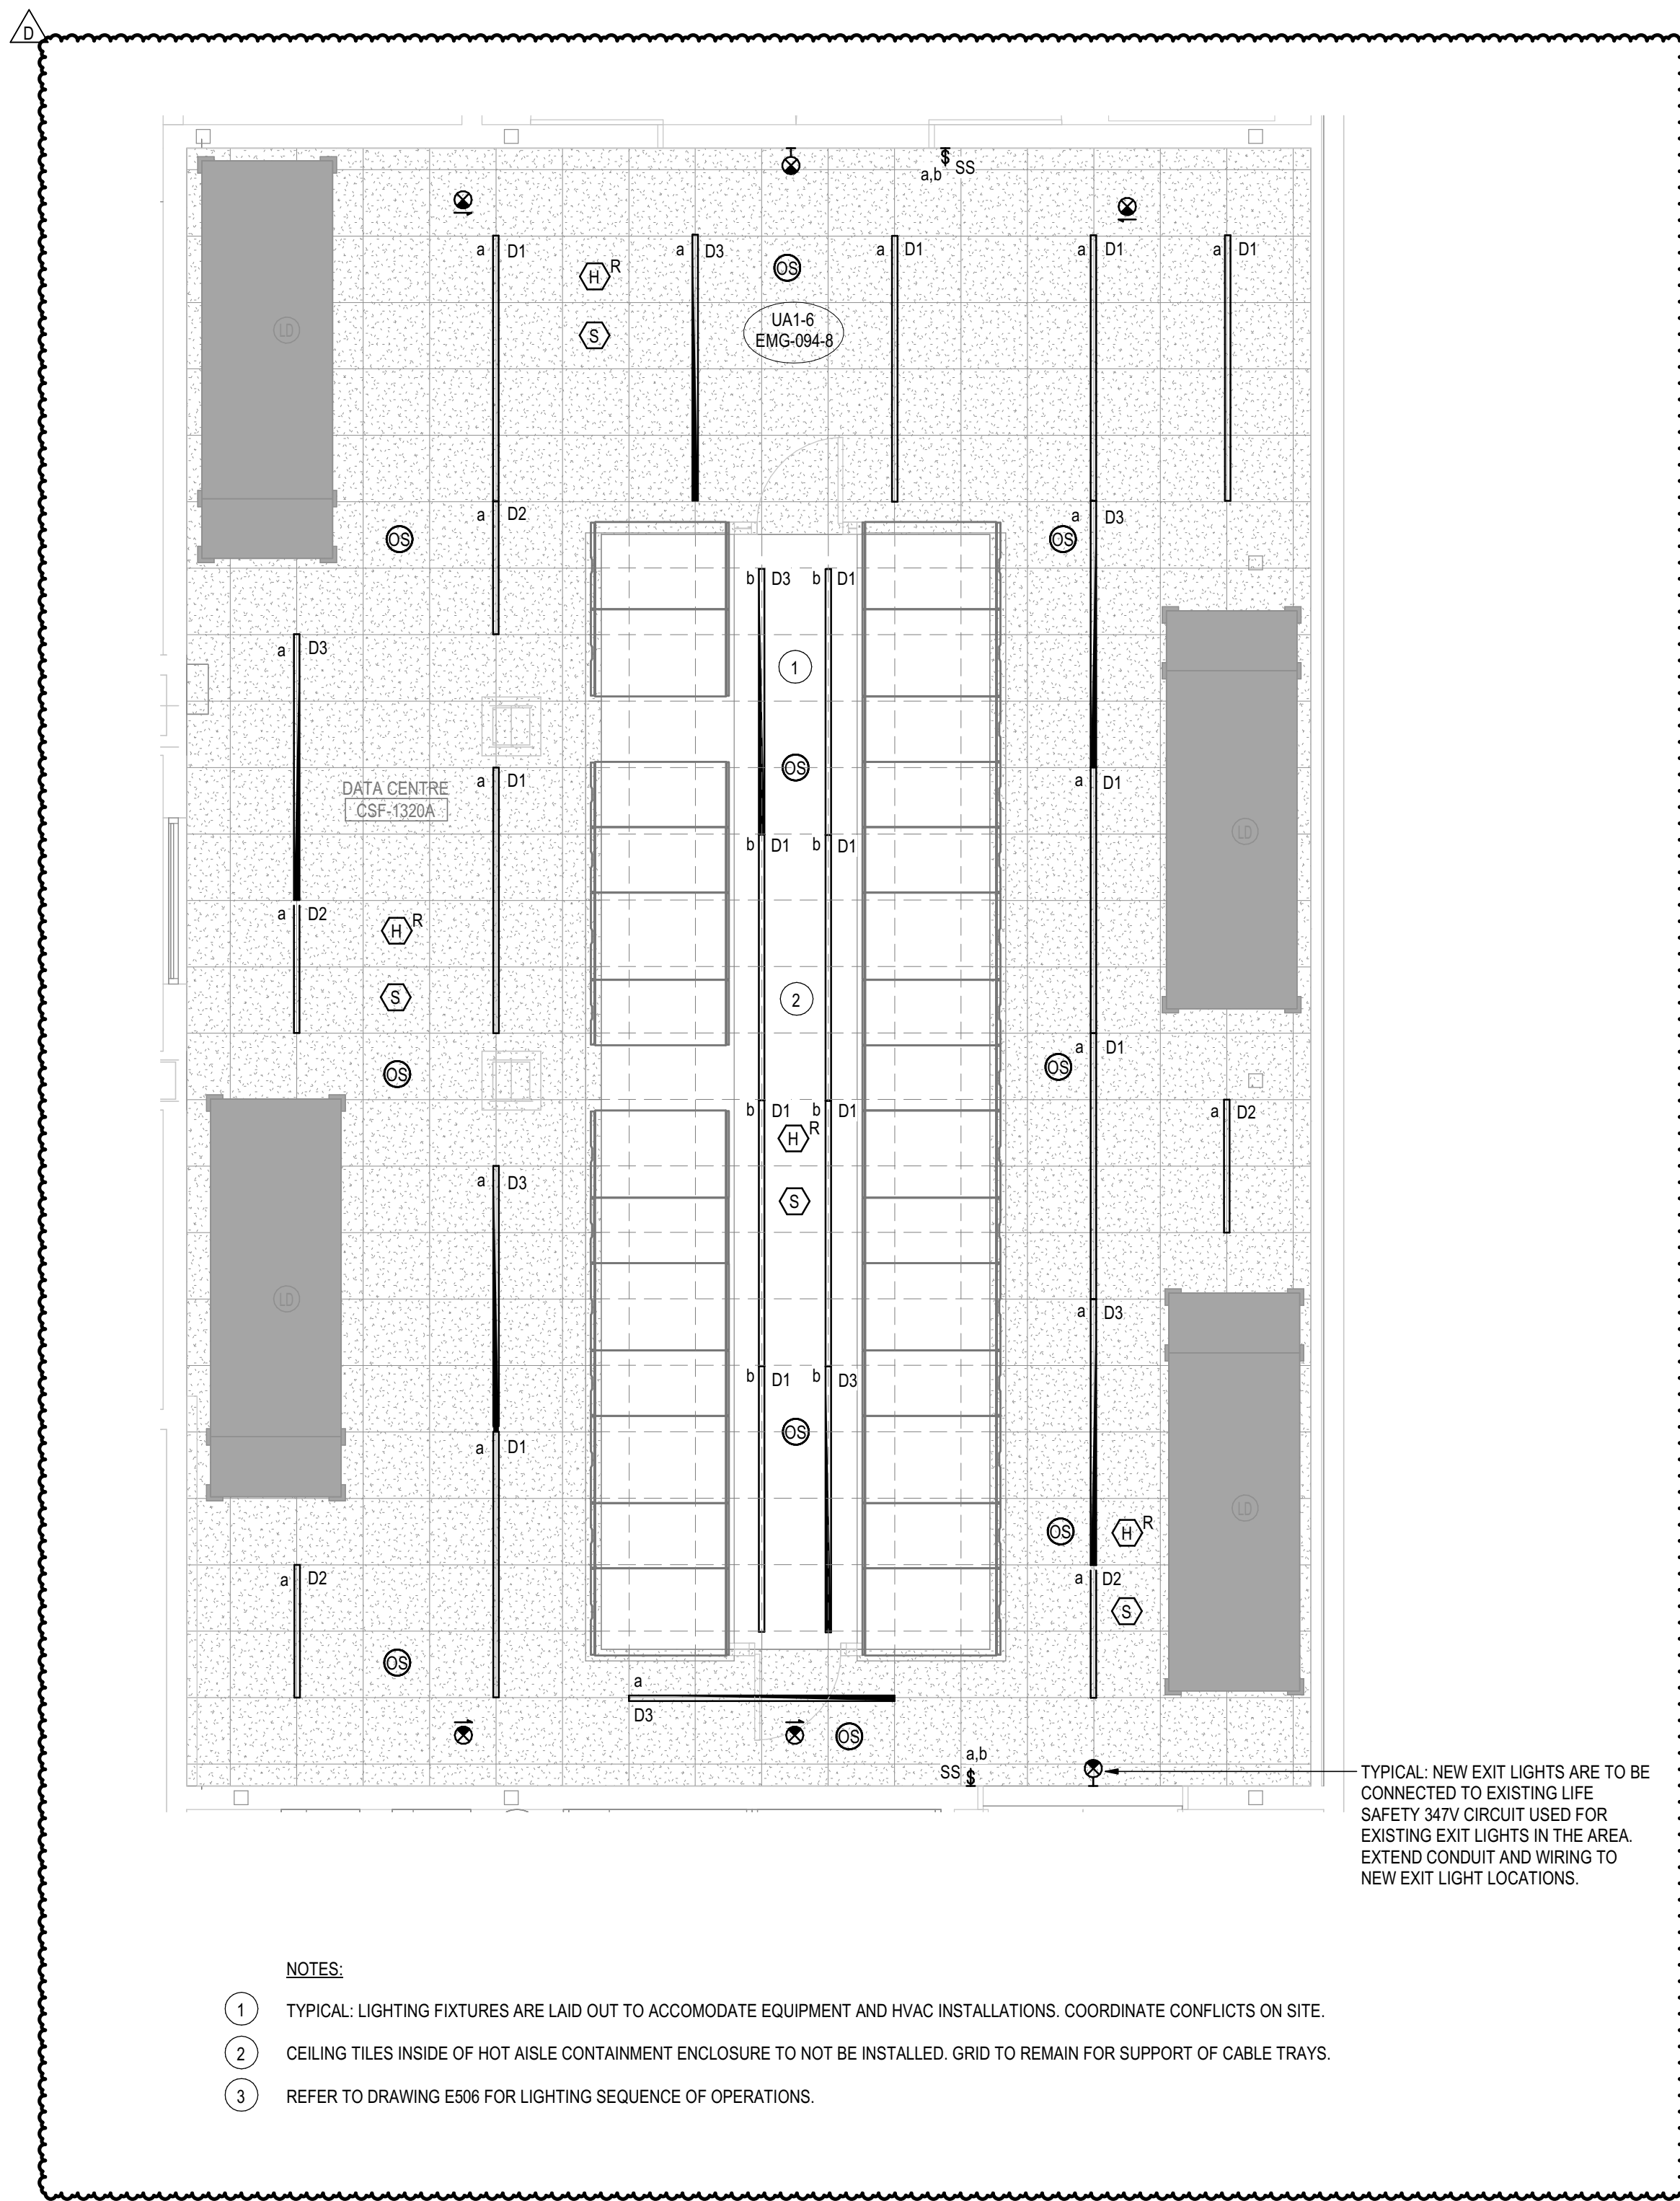 D
SS
a,b
a D1
a D3
a D1
a D1
a D1
OS
H R
S
UA1-6
EMG-094-8
LD
a D2
a D3
OS
OS
b D3
b D1
a D3
1
OS
a D1
a D1
DATA CENTRE
CSF-1320A
LD
b D1
b D1
a D2
H R
S
2
OS
OS
a D1
b D1
b D1
a D2
H R
S
a D3
LD
a D3
b D1
b D3
OS
a D1
LD
OS
H R
a D2
a D2
S
OS
a
D3
OS
a,b
SS
TYPICAL: NEW EXIT LIGHTS ARE TO BE
CONNECTED TO EXISTING LIFE
SAFETY 347V CIRCUIT USED FOR
EXISTING EXIT LIGHTS IN THE AREA.
EXTEND CONDUIT AND WIRING TO
NEW EXIT LIGHT LOCATIONS.
NOTES:
1 TYPICAL: LIGHTING FIXTURES ARE LAID OUT TO ACCOMODATE EQUIPMENT AND HVAC INSTALLATIONS. COORDINATE CONFLICTS ON SITE.
2 CEILING TILES INSIDE OF HOT AISLE CONTAINMENT ENCLOSURE TO NOT BE INSTALLED. GRID TO REMAIN FOR SUPPORT OF CABLE TRAYS.
3 REFER TO DRAWING E506 FOR LIGHTING SEQUENCE OF OPERATIONS.